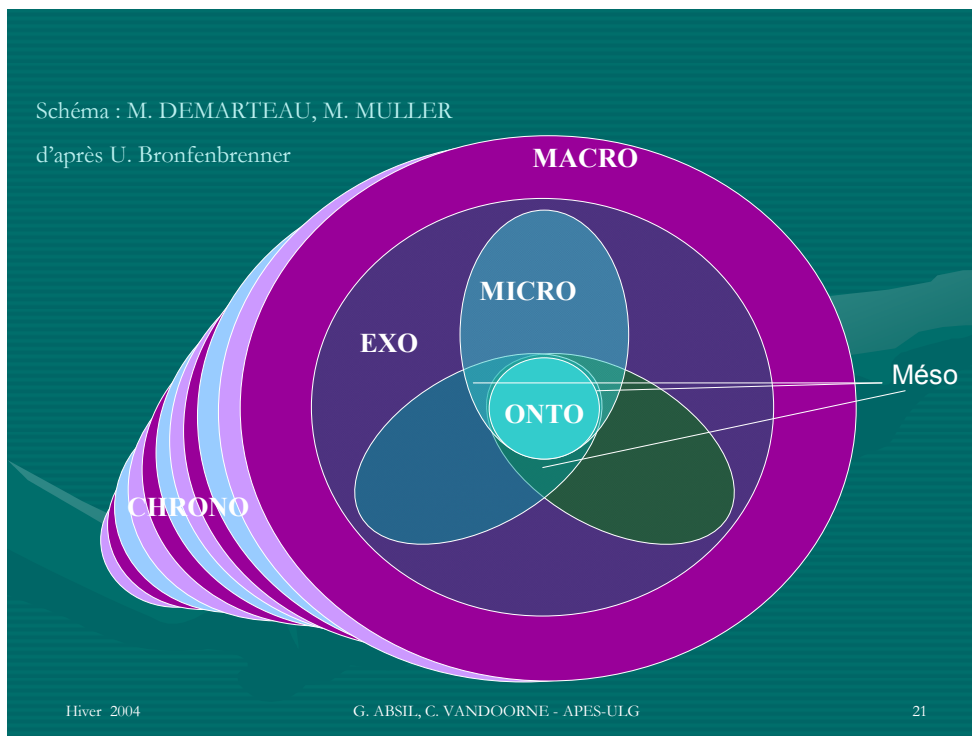 Schéma : M. DEMARTEAU, M. MULLER
d'après U. Bronfenbrenner
MACRO
MICRO
EXO
Méso
ONTO
CHRONO
Hiver 2004
G. ABSIL, C. VANDOORNE - APES-ULG
21